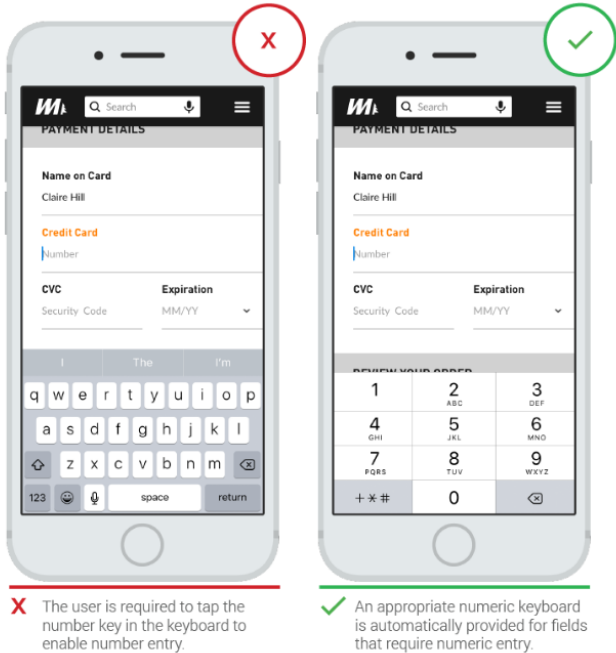 X
Search
PAYMENT DETAILS
Name on Card
Claire Hill
Credit Card
Number
CVC Expiration
Security Code MM/YY
I The I'm
q w e r t y u i o p
a s d f g h j k l
z x c v b n m
123 space return
X The user is required to tap the
number key in the keyboard to
enable number entry.
Search
PAYMENT DETAILS
Name on Card
Claire Hill
Credit Card
Number
CVC Expiration
Security Code MM/YY
REVIEW YOUR ORDER
1 2 3
ABC DEF
4 5 6
GHI JKL MNO
7 8 9
PQRS TUV WXYZ
+*# 0
An appropriate numeric keyboard
is automatically provided for fields
that require numeric entry.